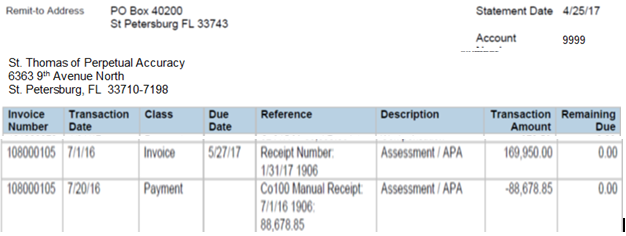 Remit-to Address PO Box 40200 Statement Date 4/25/17
St Petersburg FL 33743
Account 9999
St. Thomas of Perpetual Accuracy
6363 9th Avenue North
St. Petersburg, FL 33710-7198
Invoice Number Transaction Date Class Due Date Reference Description Transaction Amount Remaining Due
108000105 7/1/16 Invoice 5/27/17 Receipt Number: Assessment / APA 169,950.00 0.00
1/31/17 1906
108000105 7/20/16 Payment Co100 Manual Receipt: Assessment / APA -88,678.85 0.00
7/1/16 1906:
88,678.85